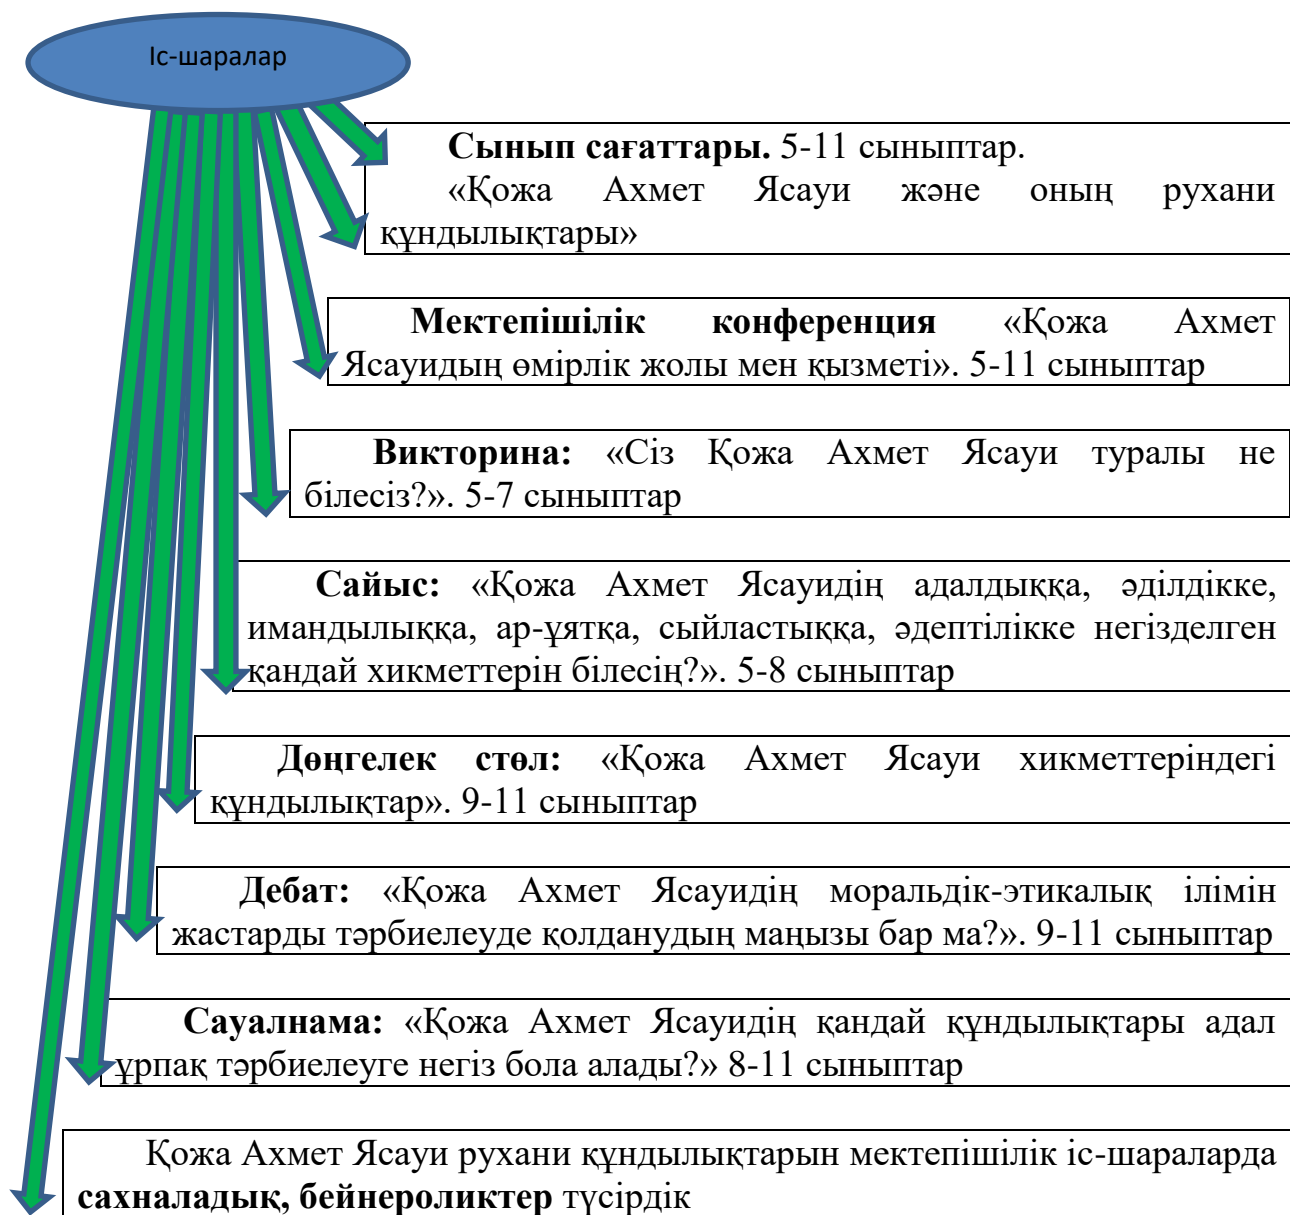 Іс-шаралар
Сынып сағаттары. 5-11 сыныптар.
«Қожа Ахмет Ясауи және оның рухани
құндылықтары»
Мектепішілік конференция «Қожа Ахмет
Ясауидың өмірлік жолы мен қызметі». 5-11 сыныптар
Викторина: «Сіз Қожа Ахмет Ясауи туралы не
білесіз?». 5-7 сыныптар
Сайыс: «Қожа Ахмет Ясауидің адалдыққа, әділдікке,
имандылыққа, ар-ұятқа, сыйластыққа, әдептілікке негізделген
қандай хикметтерін білесің?». 5-8 сыныптар
Дөңгелек стөл: «Қожа Ахмет Ясауи хикметтеріндегі
құндылықтар». 9-11 сыныптар
Дебат: «Қожа Ахмет Ясауидің моральдік-этикалық ілімін
жастарды тәрбиелеуде қолданудың маңызы бар ма?». 9-11 сыныптар
Сауалнама: «Қожа Ахмет Ясауидің қандай құндылықтары адал
ұрпақ тәрбиелеуге негіз бола алады?» 8-11 сыныптар
Қожа Ахмет Ясауи рухани құндылықтарын мектепішілік іс-шараларда
сахналадық, бейнероликтер түсірдік